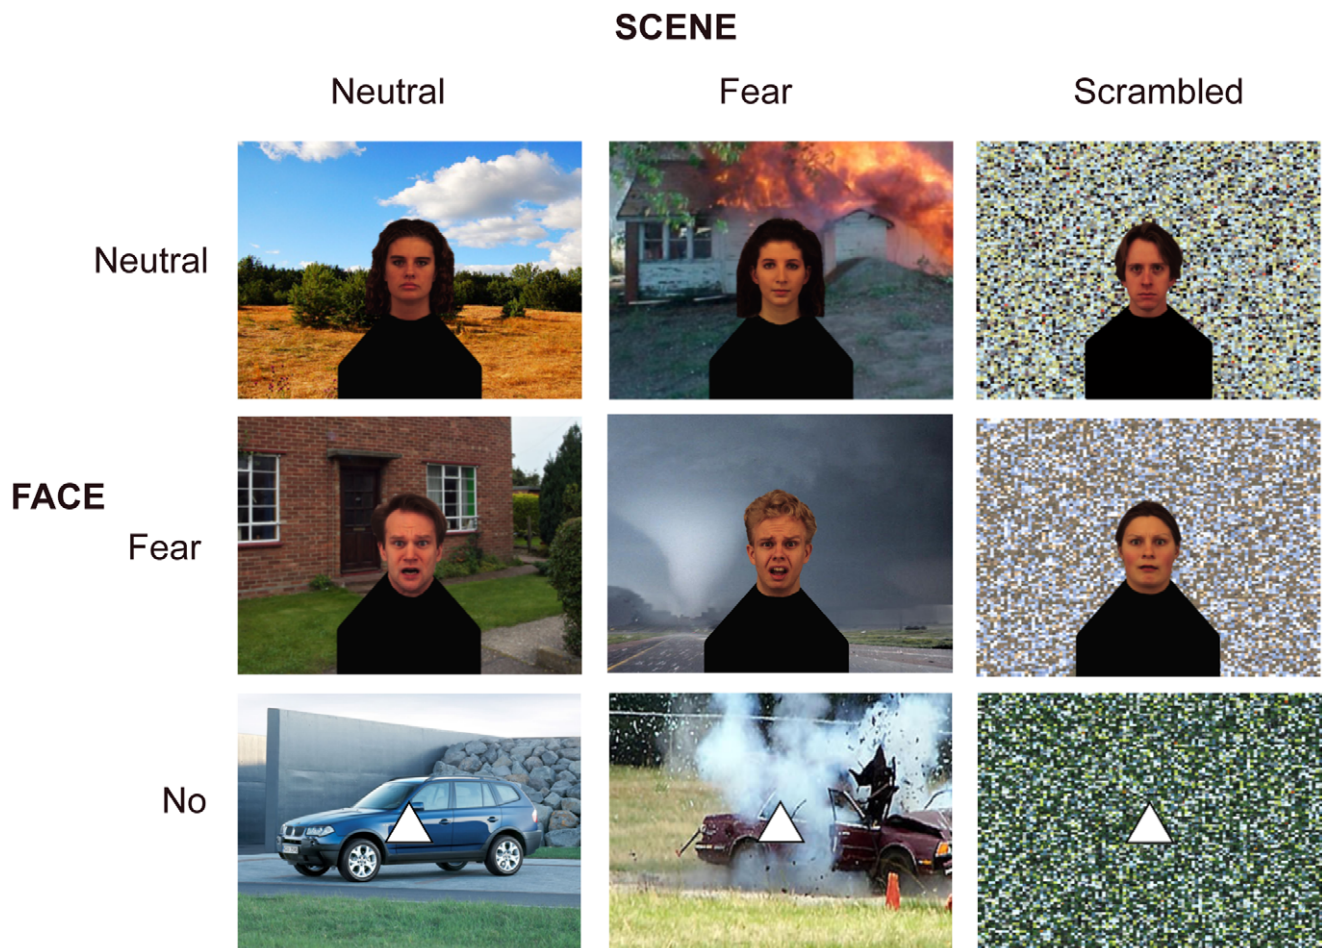 SCENE
Neutral Fear Scrambled
Neutral
FACE
Fear
No